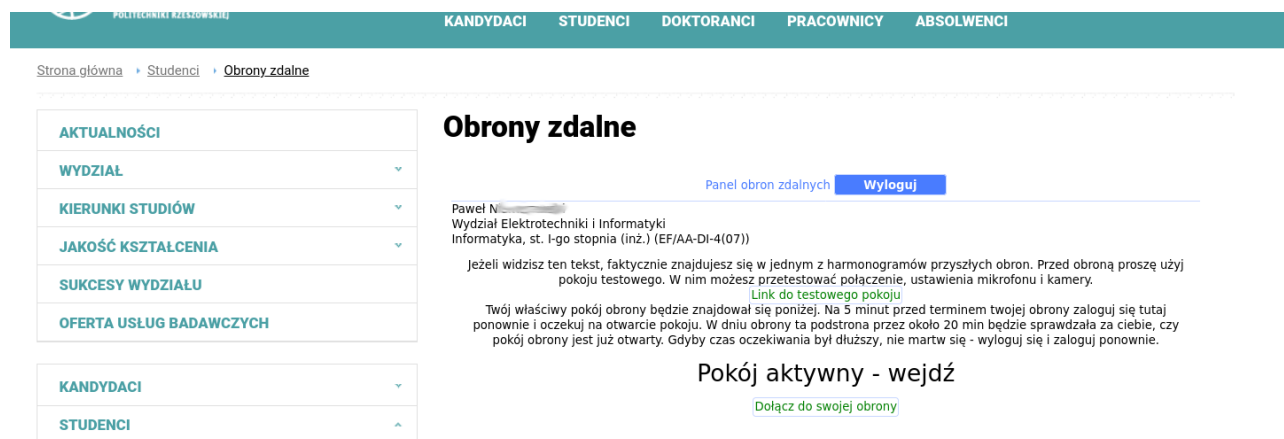 POLITECHNIKI RZESZOWSKIEJ
KANDYDACI STUDENCI DOKTORANCI PRACOWNICY ABSOLWENCI
Strona główna Studenci Obrony zdalne
AKTUALNOŚCI
WYDZIAŁ
KIERUNKI STUDIÓW
JAKOŚĆ KSZTAŁCENIA
SUKCESY WYDZIAŁU
OFERTA USŁUG BADAWCZYCH
KANDYDACI
STUDENCI
Obrony zdalne
Panel obron zdalnych Wyloguj
Paweł
Wydział Elektrotechniki i Informatyki
Informatyka, st. I-go stopnia (inż.) (EF/AA-DI-4(07))
Jeżeli widzisz ten tekst, faktycznie znajdujesz się w jednym z harmonogramów przyszłych obron. Przed obroną proszę użyj
pokoju testowego. W nim możesz przetestować połączenie, ustawienia mikrofonu i kamery.
Link do testowego pokoju
Twój właściwy pokój obrony będzie znajdował się poniżej. Na 5 minut przed terminem twojej obrony zaloguj się tutaj
ponownie i oczekuj na otwarcie pokoju. W dniu obrony ta podstrona przez około 20 min będzie sprawdzała za ciebie, czy
pokój obrony jest już otwarty. Gdyby czas oczekiwania był dłuższy, nie martw się - wyloguj się i zaloguj ponownie.
Pokój aktywny - wejdź
Dołącz do swojej obrony